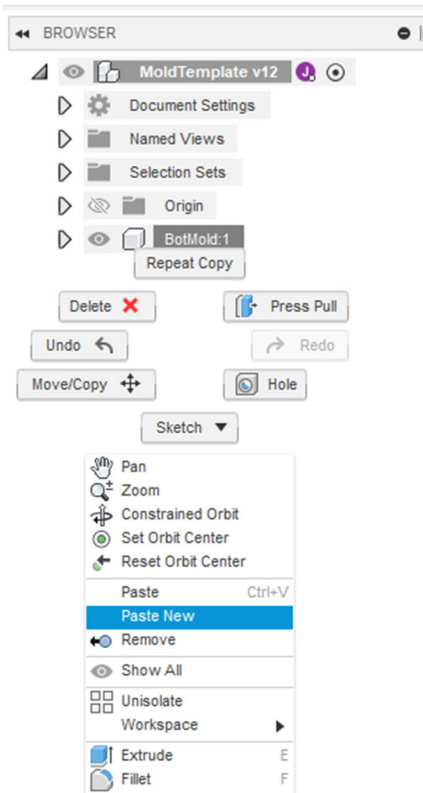 BROWSER
MoldTemplate v12 J
Document Settings
Named Views
Selection Sets
Origin
BotMold:1
Repeat Copy
Delete Press Pull
Undo Redo
Move/Copy Hole
Sketch
Pan
Zoom
Constrained Orbit
Set Orbit Center
Reset Orbit Center
Paste Ctrl+V
Paste New
Remove
Show All
Unisolate
Workspace
Extrude E
Fillet F